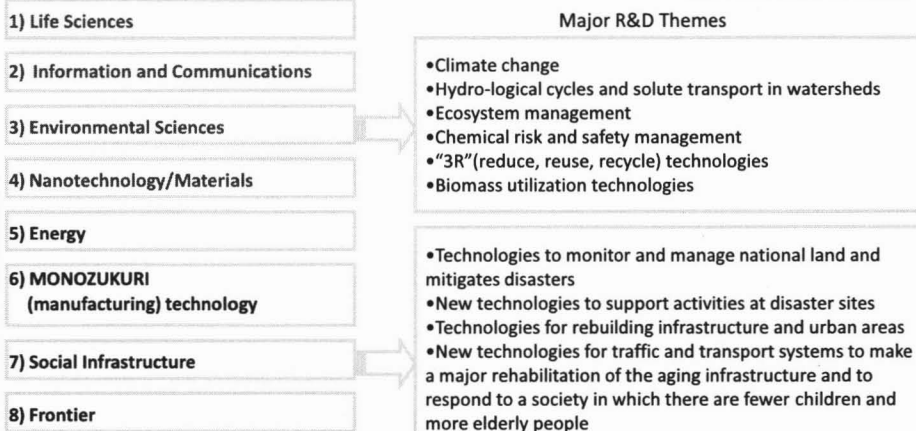 1) Life Sciences
2) Information and Communications
3) Environmental Sciences
4) Nanotechnology/Materials
5) Energy
6) MONOZUKURI
(manufacturing) technology
7) Social Infrastructure
8) Frontier
Major R&D Themes
•Climate change
•Hydro-logical cycles and solute transport in watersheds
•Ecosystem management
•Chemical risk and safety management
•“3R”(reduce, reuse, recycle) technologies
•Biomass utilization technologies
•Technologies to monitor and manage national land and
mitigates disasters
•New technologies to support activities at disaster sites
•Technologies for rebuilding infrastructure and urban areas
•New technologies for traffic and transport systems to make
a major rehabilitation of the aging infrastructure and to
respond to a society in which there are fewer children and
more elderly people